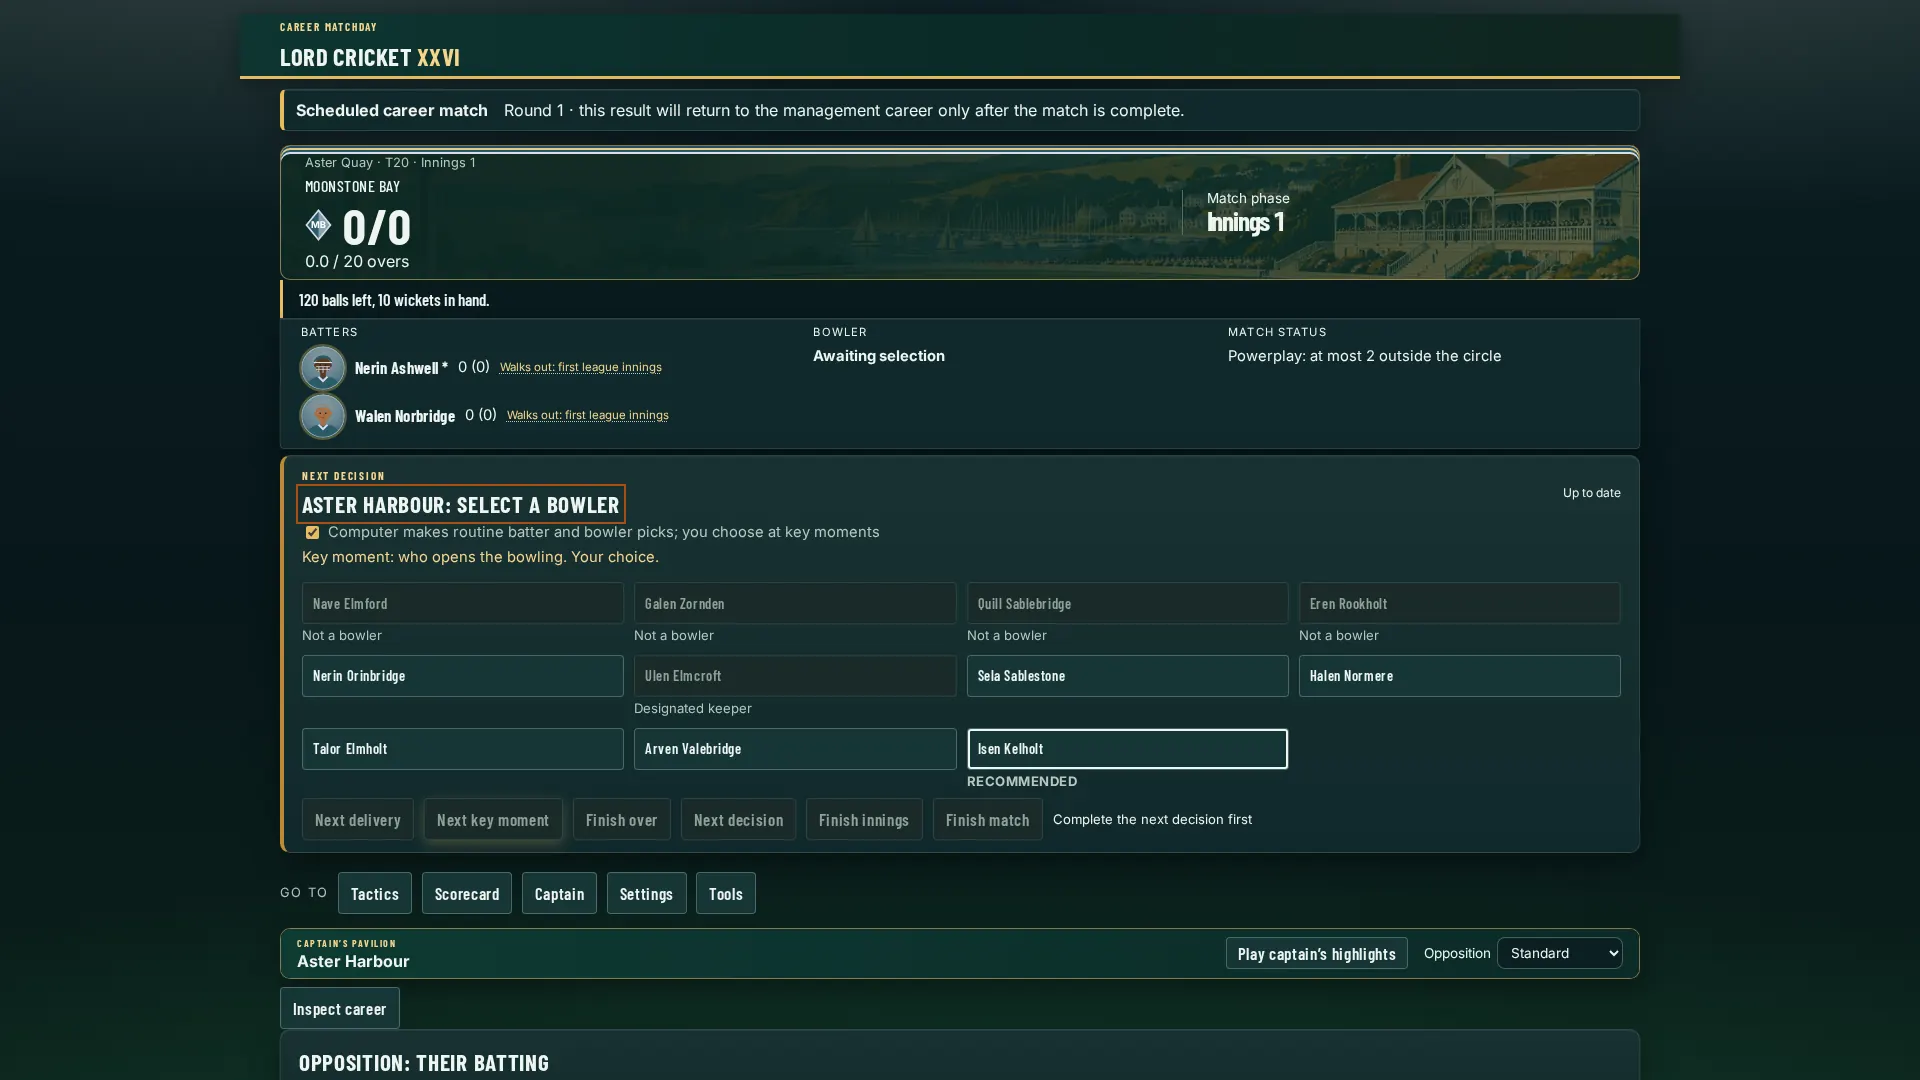 CAREER MATCHDAY
LORD CRICKET XXVI
Scheduled career match Round 1 · this result will return to the management career only after the match is complete.
Aster Quay · T20 · Innings 1
MOONSTONE BAY
MB 0/0
0.0 / 20 overs
Match phase
Innings 1
120 balls left, 10 wickets in hand.
BATTERS
Nerin Ashwell * 0 (0) Walks out: first league innings
Walen Norbridge 0 (0) Walks out: first league innings
BOWLER
Awaiting selection
MATCH STATUS
Powerplay: at most 2 outside the circle
NEXT DECISION
ASTER HARBOUR: SELECT A BOWLER
Up to date
Computer makes routine batter and bowler picks; you choose at key moments
Key moment: who opens the bowling. Your choice.
Nave Elmford Galen Zornden Quill Sablebridge Eren Rookholt
Not a bowler Not a bowler Not a bowler Not a bowler
Nerin Orinbridge Ulen Elmcroft Sela Sablestone Halen Normere
Designated keeper
Talor Elmholt Arven Valebridge Isen Kelholt
RECOMMENDED
Next delivery Next key moment Finish over Next decision Finish innings Finish match Complete the next decision first
GO TO Tactics Scorecard Captain Settings Tools
CAPTAIN'S PAVILION
Aster Harbour
Play captain's highlights Opposition Standard
Inspect career
OPPOSITION: THEIR BATTING